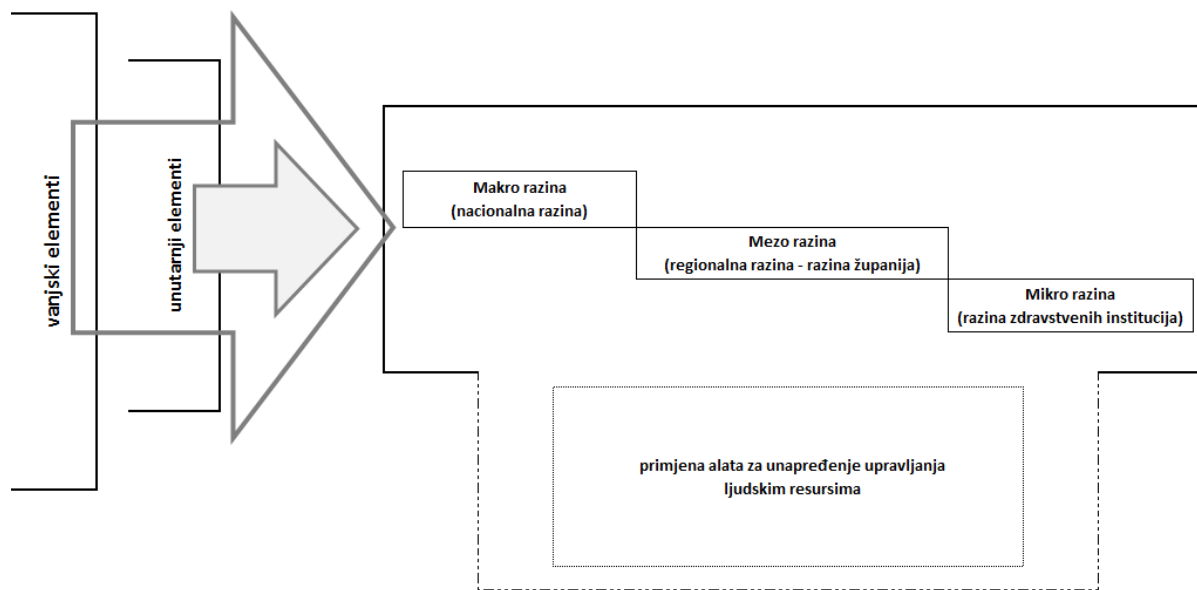 vanjski elementi
unutarnji elementi
Makro razina
(nacionalna razina)
Mezo razina
(regionalna razina - razina županija)
Mikro razina
(razina zdravstvenih institucija)
primjena alata za unapređenje upravljanja
ljudskim resursima